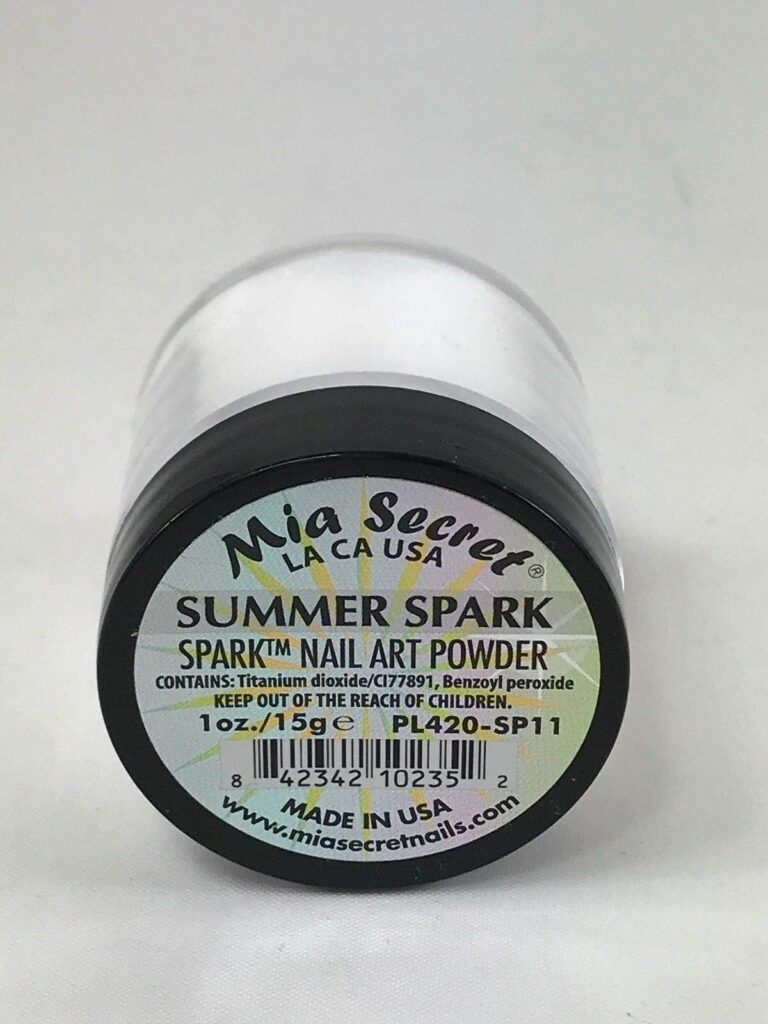 Mia Secret®
LA CA USA
SUMMER SPARK
SPARK™ NAIL ART POWDER
CONTAINS: Titanium dioxide/CI77891, Benzoyl peroxide
KEEP OUT OF THE REACH OF CHILDREN.
1oz./15g℮ PL420-SP11
8 42342 10235 2
MADE IN USA
www.miasecretnails.com